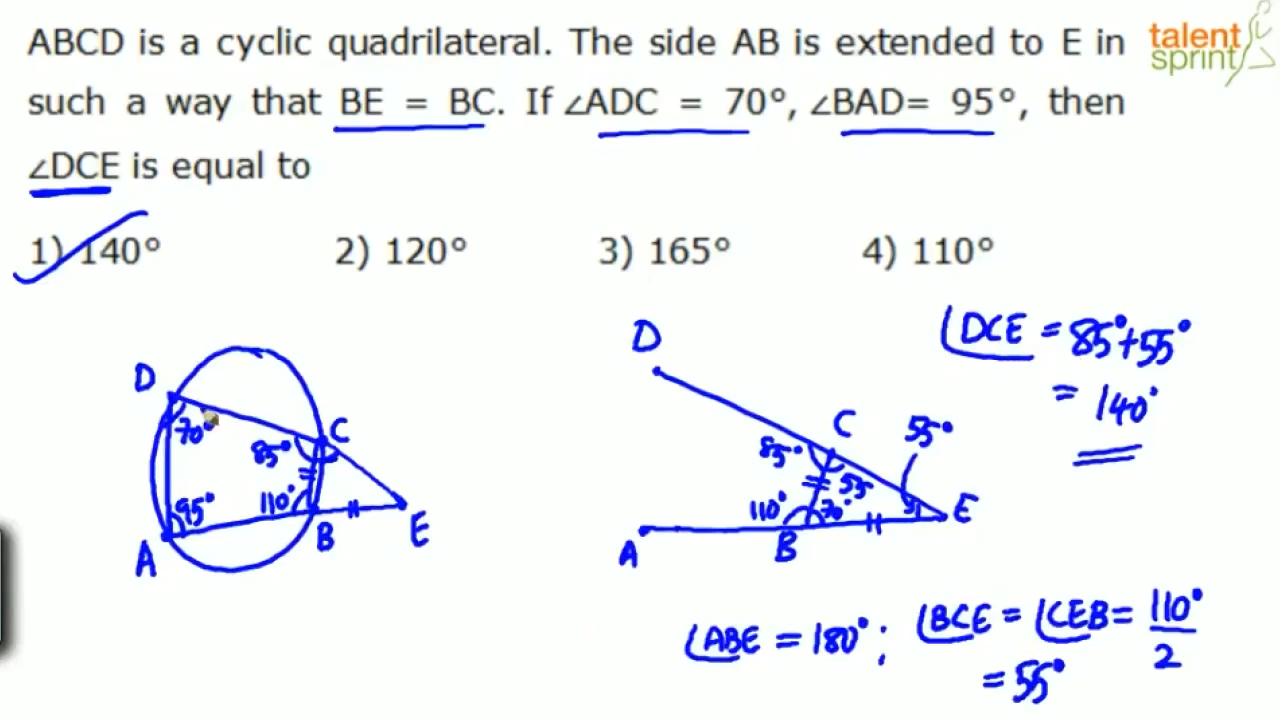 ABCD is a cyclic quadrilateral. The side AB is extended to E in
such a way that BE = BC. If ∠ADC = 70°, ∠BAD= 95°, then
∠DCE is equal to
1) 140° 2) 120° 3) 165° 4) 110°
talent
sprint
D
70°
85°
C
95°
110°
A
B
E
D
C
55°
85°
55
110°
70°
E
A
B
∠DCE = 85°+55°
= 140°
∠ABE = 180° ; ∠BCE = ∠CEB = 110°/2
= 55°